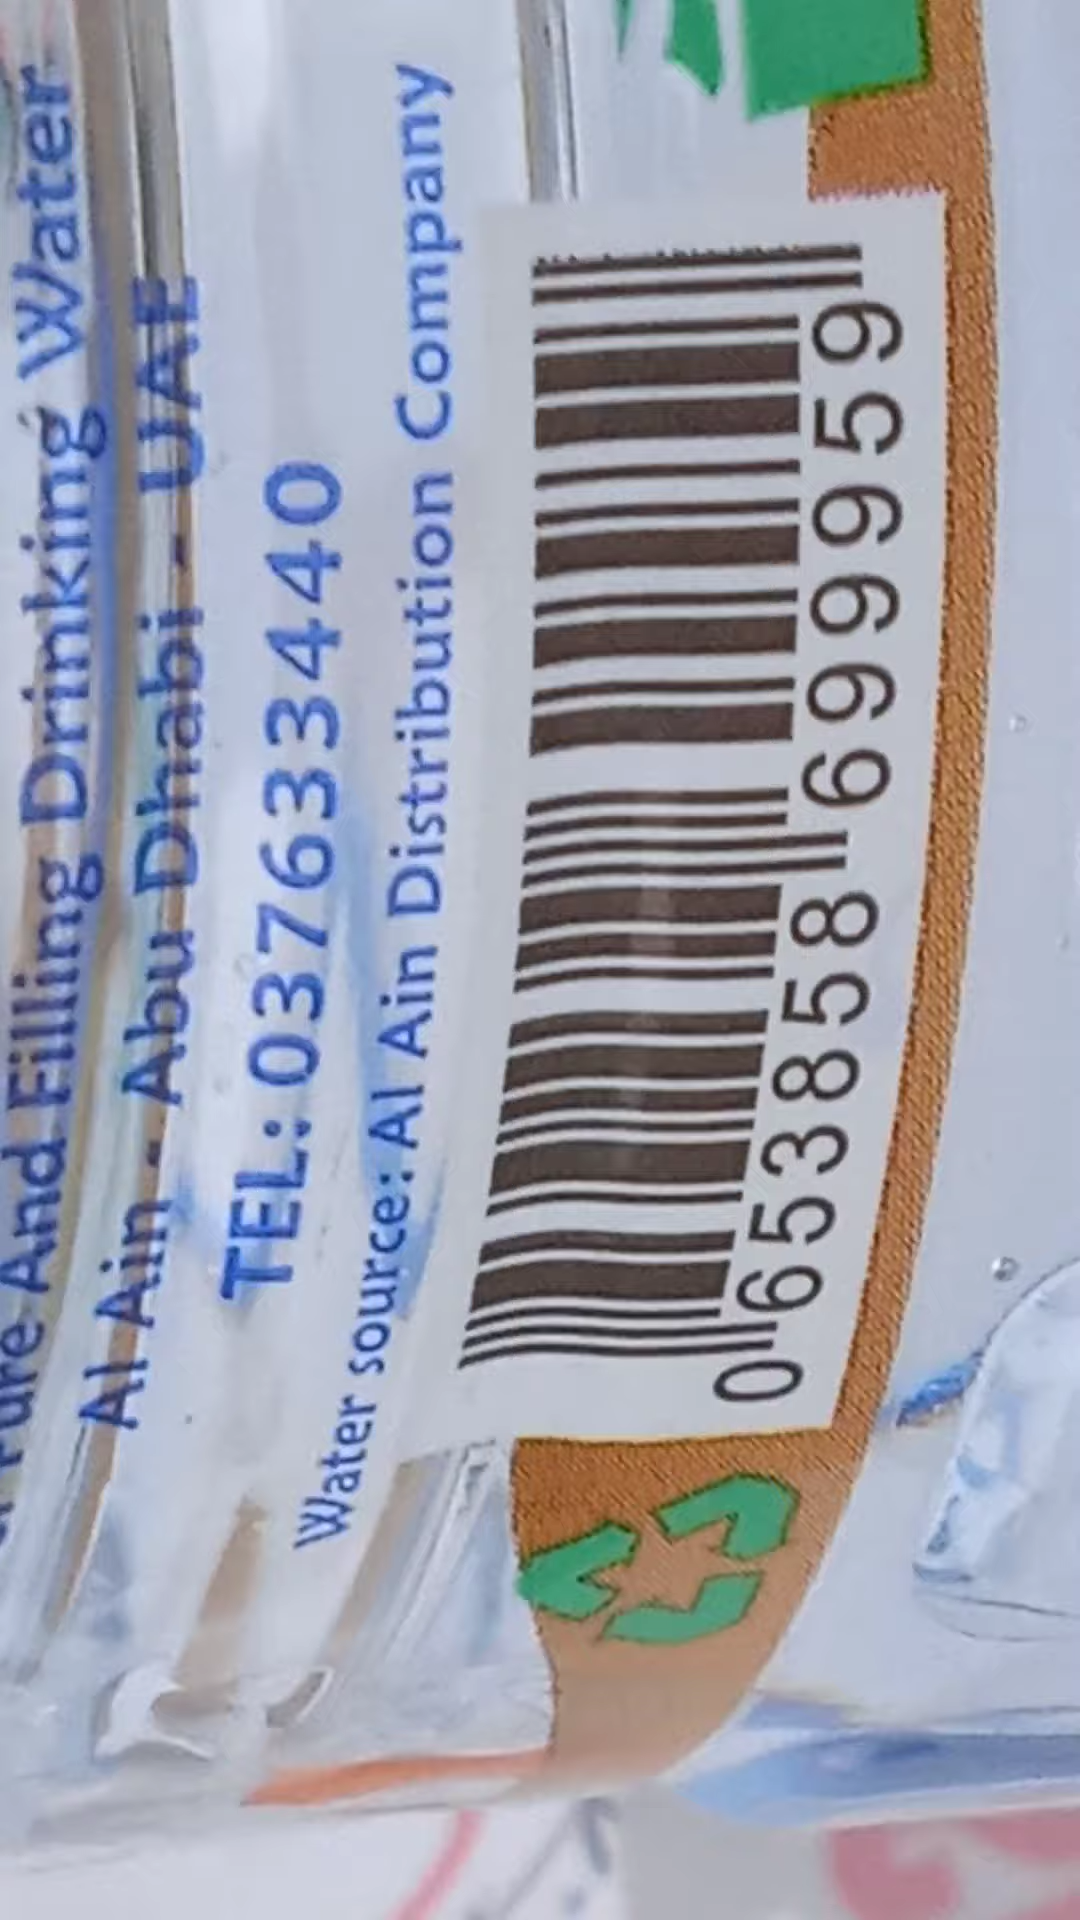 Pure And Filling Drinking Water
Al Ain - Abu Dhabi - UAE
TEL: 037633440
Water source: Al Ain Distribution Company
0 653858 699959